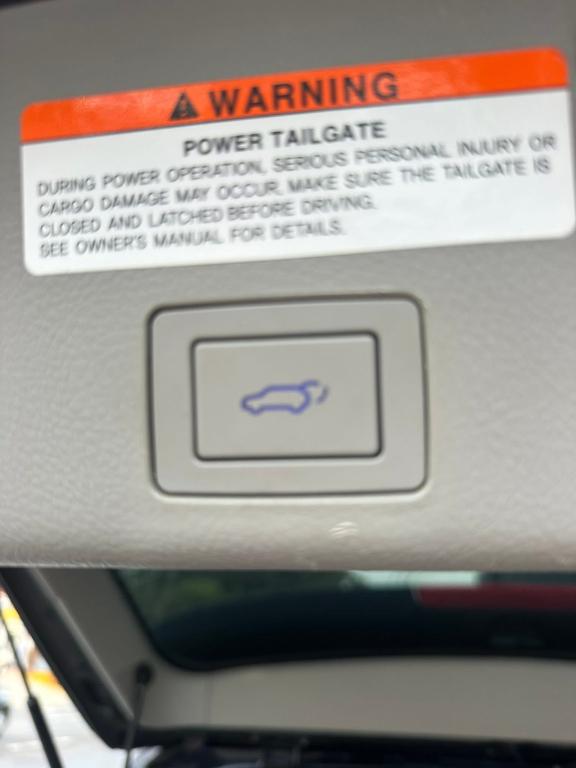 WARNING
POWER TAILGATE
DURING POWER OPERATION, SERIOUS PERSONAL INJURY OR
CARGO DAMAGE MAY OCCUR. MAKE SURE THE TAILGATE IS
CLOSED AND LATCHED BEFORE DRIVING.
SEE OWNER'S MANUAL FOR DETAILS.